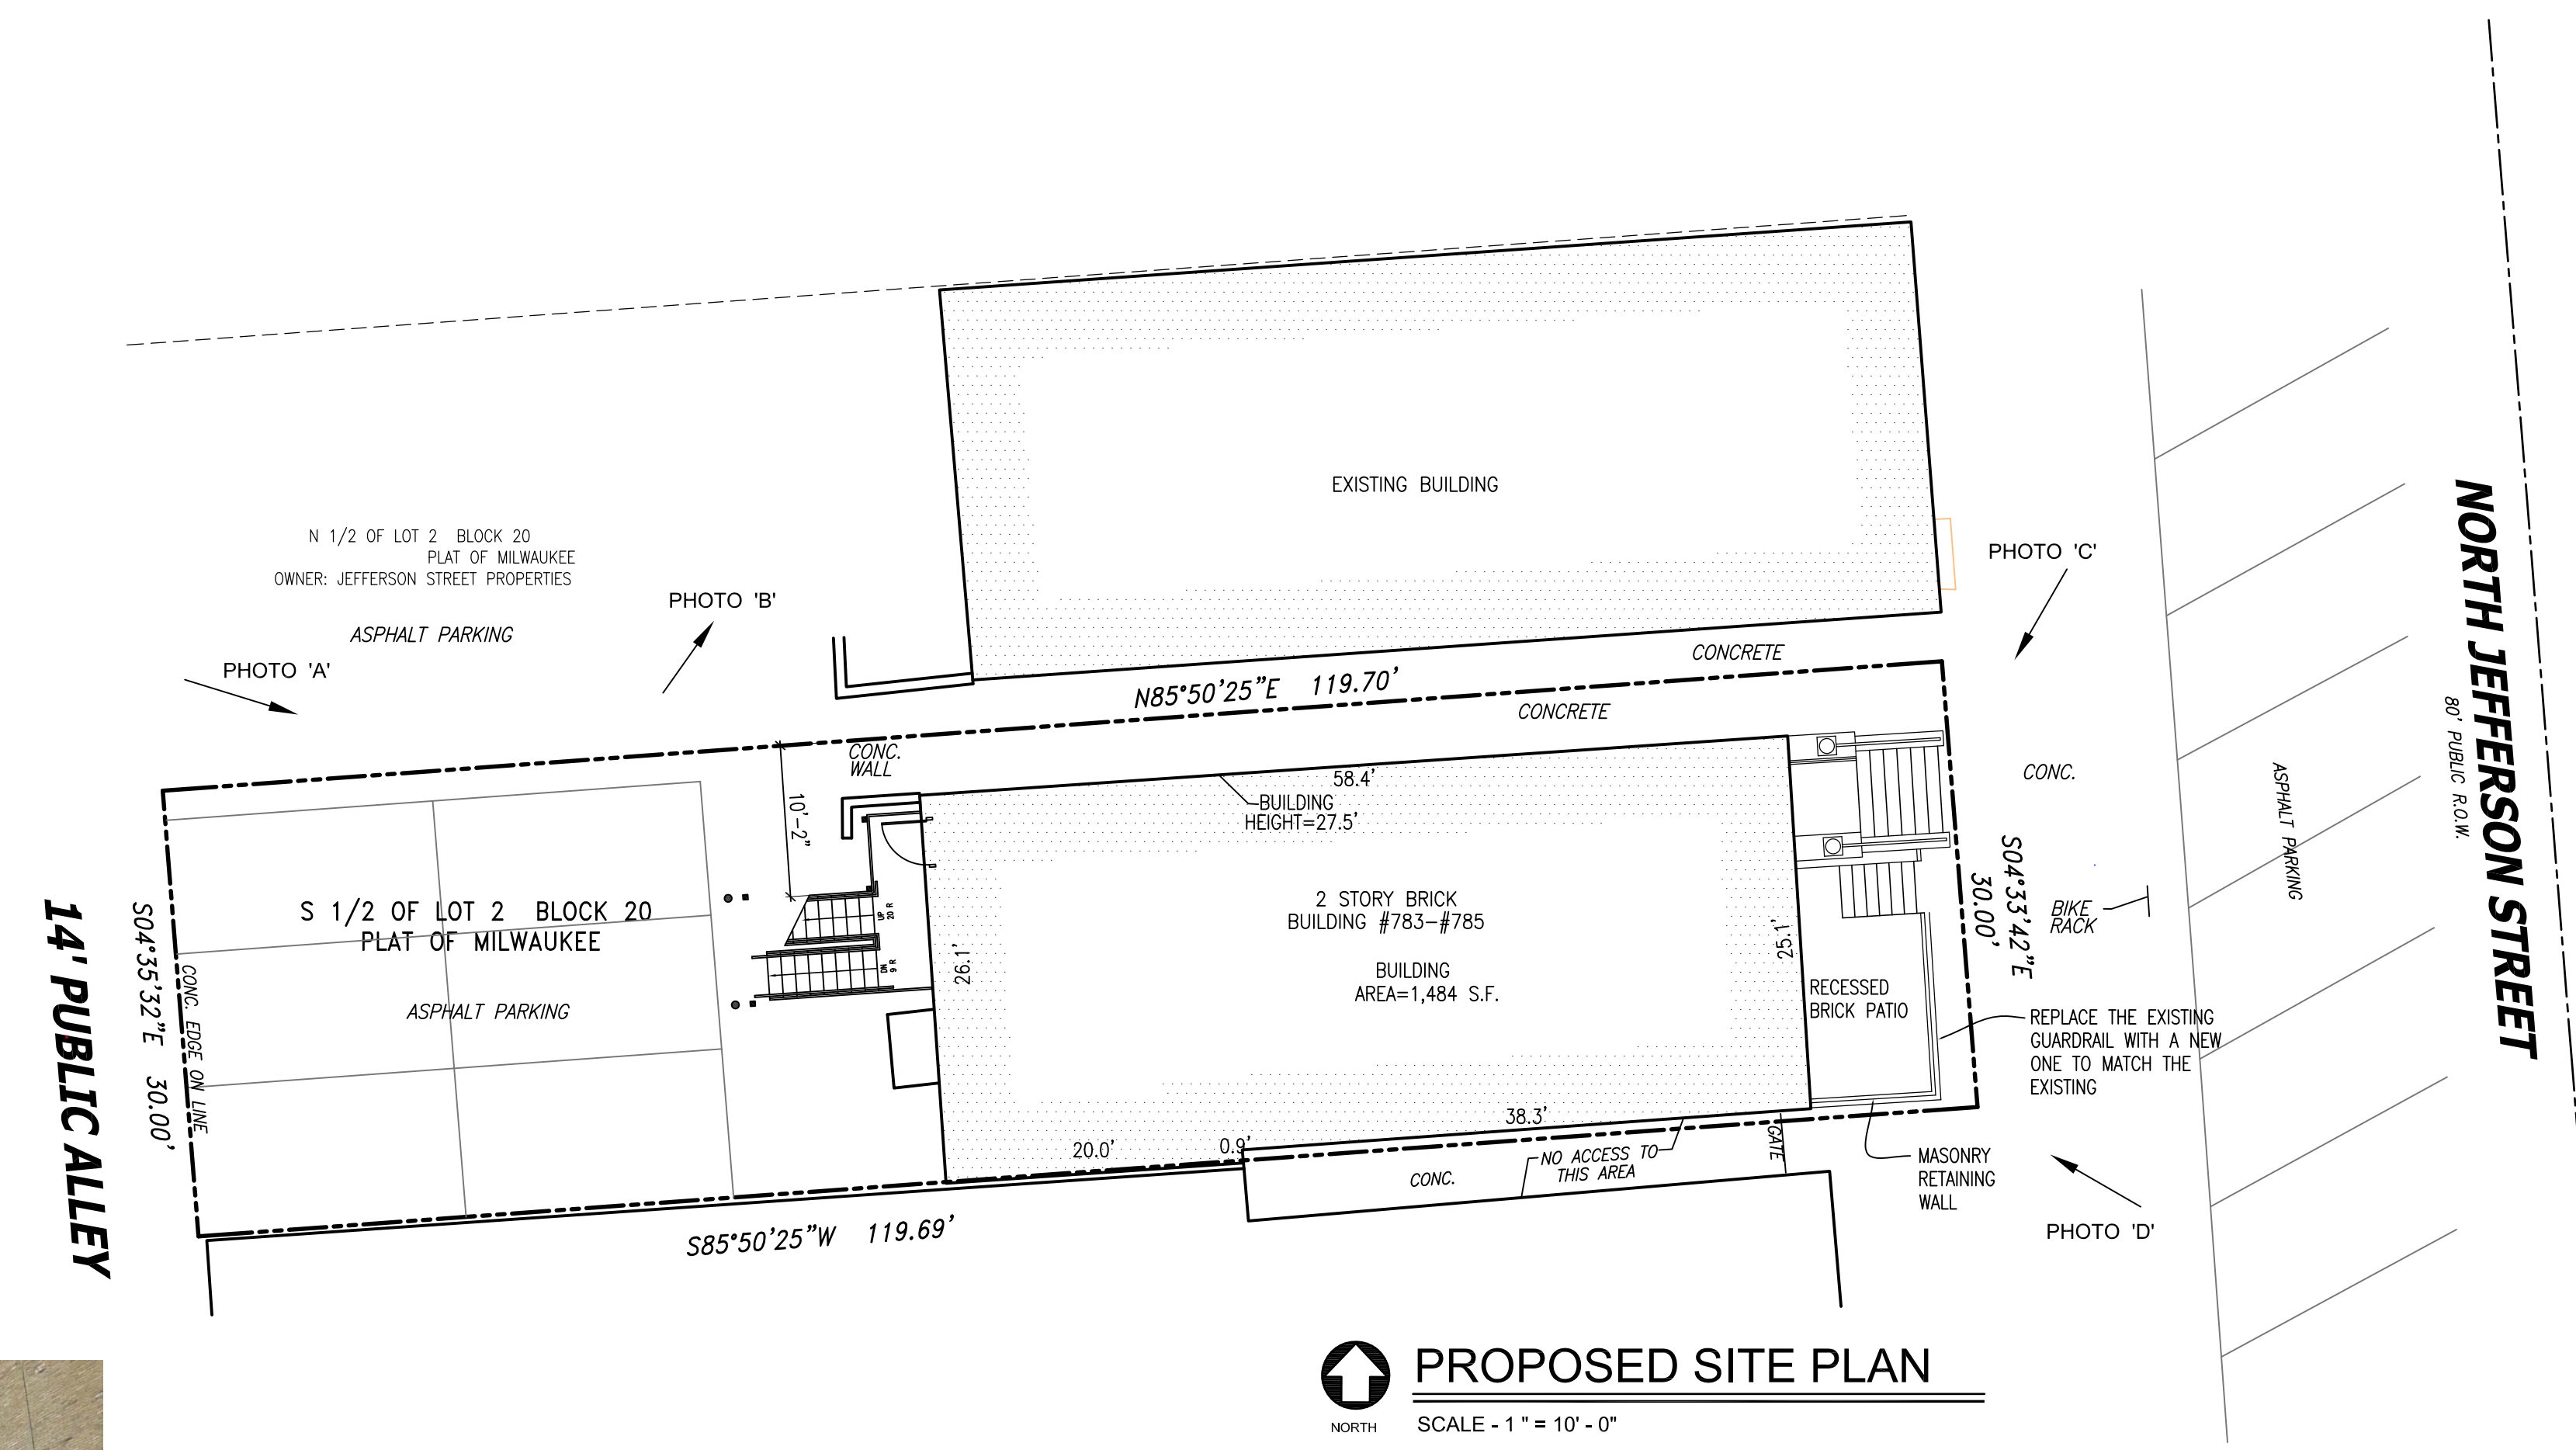 EXISTING BUILDING
N 1/2 OF LOT 2 BLOCK 20
PLAT OF MILWAUKEE
OWNER: JEFFERSON STREET PROPERTIES
ASPHALT PARKING
PHOTO 'A'
PHOTO 'B'
PHOTO 'C'
CONCRETE
N85°50'25"E 119.70'
CONCRETE
CONC.
WALL
10'-2"
58.4'
BUILDING
HEIGHT=27.5'
S 1/2 OF LOT 2 BLOCK 20
PLAT OF MILWAUKEE
ASPHALT PARKING
14' PUBLIC ALLEY
S04°35'32"E 30.00'
CONC. EDGE ON LINE
UP
20 R
DN
9 R
26.1'
2 STORY BRICK
BUILDING #783-#785
BUILDING
AREA=1,484 S.F.
25.1'
RECESSED
BRICK PATIO
S04°33'42"E
30.00'
CONC.
BIKE
RACK
ASPHALT PARKING
NORTH JEFFERSON STREET
80' PUBLIC R.O.W.
REPLACE THE EXISTING
GUARDRAIL WITH A NEW
ONE TO MATCH THE
EXISTING
38.3'
20.0'
0.9'
NO ACCESS TO
THIS AREA
CONC.
GATE
MASONRY
RETAINING
WALL
PHOTO 'D'
S85°50'25"W 119.69'
PROPOSED SITE PLAN
NORTH
SCALE - 1 " = 10' - 0"